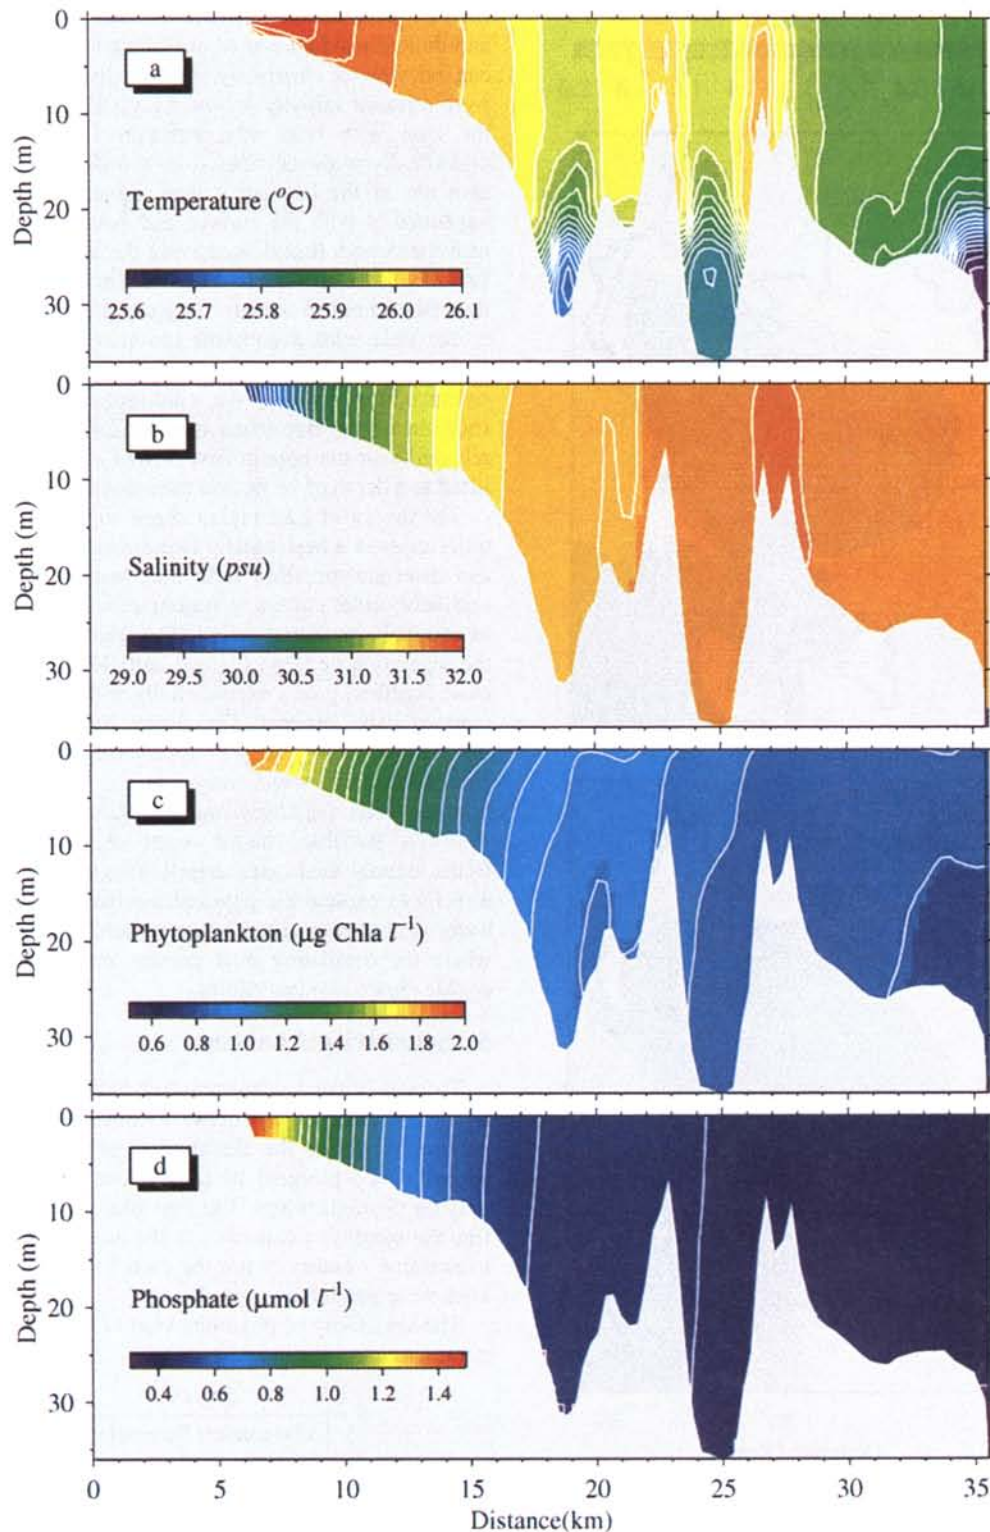 0
a
10
Depth (m)
20
Temperature (°C)
30
25.6 25.7 25.8 25.9 26.0 26.1
0
b
10
Depth (m)
20
Salinity (psu)
30
29.0 29.5 30.0 30.5 31.0 31.5 32.0
0
c
10
Depth (m)
20
Phytoplankton (μg Chla l⁻¹)
30
0.6 0.8 1.0 1.2 1.4 1.6 1.8 2.0
0
d
10
Depth (m)
20
Phosphate (μmol l⁻¹)
30
0.4 0.6 0.8 1.0 1.2 1.4
0 5 10 15 20 25 30 35
Distance(km)